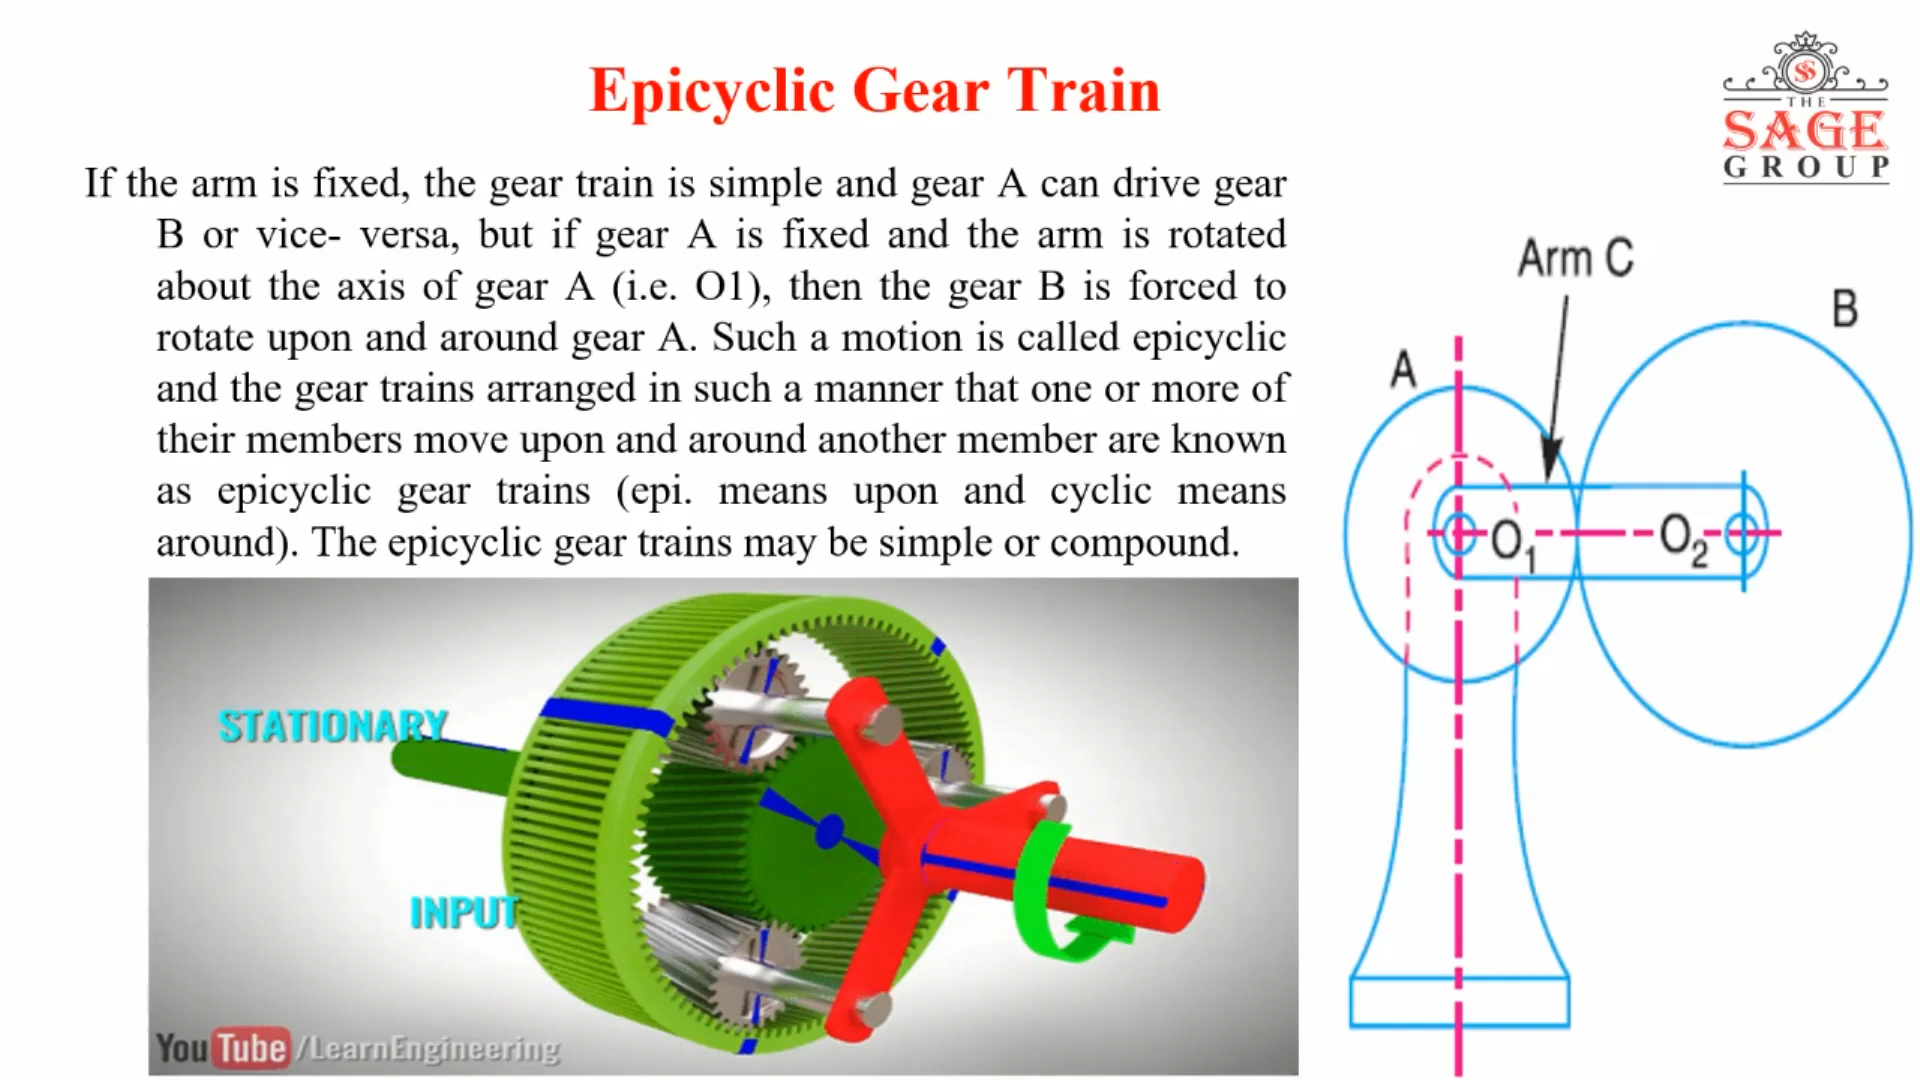 Epicyclic Gear Train
THE
SAGE
GROUP
If the arm is fixed, the gear train is simple and gear A can drive gear
B or vice- versa, but if gear A is fixed and the arm is rotated
about the axis of gear A (i.e. O1), then the gear B is forced to
rotate upon and around gear A. Such a motion is called epicyclic
and the gear trains arranged in such a manner that one or more of
their members move upon and around another member are known
as epicyclic gear trains (epi. means upon and cyclic means
around). The epicyclic gear trains may be simple or compound.
Arm C
B
A
O1
O2
STATIONARY
INPUT
YouTube/LearnEngineering